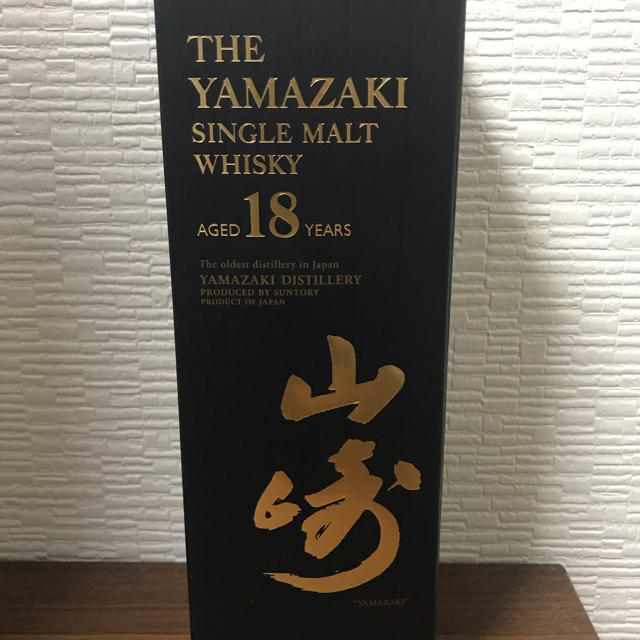 THE
YAMAZAKI
SINGLE MALT
WHISKY
AGED 18 YEARS
The oldest distillery in Japan
YAMAZAKI DISTILLERY
PRODUCED BY SUNTORY
PRODUCT OF JAPAN
山
崎
"YAMAZAKI"